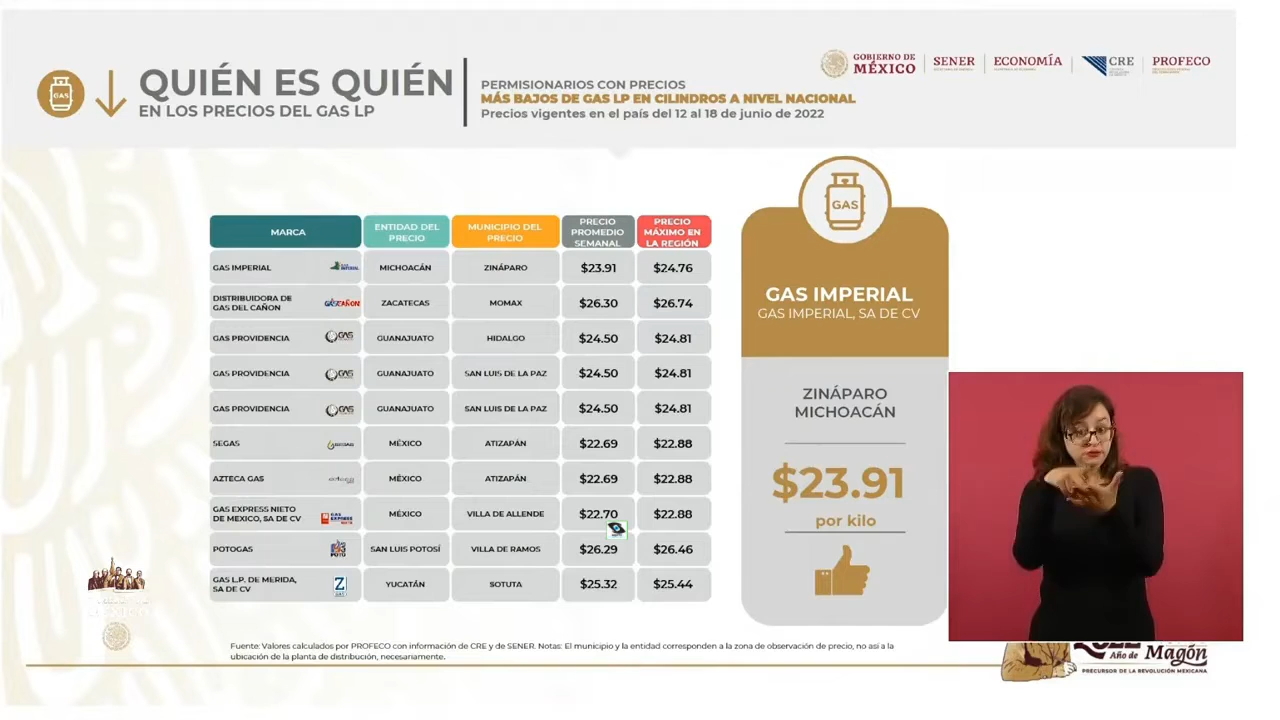 GAS
QUIÉN ES QUIÉN
EN LOS PRECIOS DEL GAS LP
PERMISIONARIOS CON PRECIOS
MÁS BAJOS DE GAS LP EN CILINDROS A NIVEL NACIONAL
Precios vigentes en el país del 12 al 18 de junio de 2022
GOBIERNO DE
MÉXICO
SENER
ECONOMÍA
CRE
PROFECO
MARCA
ENTIDAD DEL
PRECIO
MUNICIPIO DEL
PRECIO
PRECIO
PROMEDIO
SEMANAL
PRECIO
MÁXIMO EN
LA REGIÓN
GAS IMPERIAL MICHOACÁN ZINÁPARO $23.91 $24.76
DISTRIBUIDORA DE
GAS DEL CAÑON
ZACATECAS MOMAX $26.30 $26.74
GAS PROVIDENCIA GAS GUANAJUATO HIDALGO $24.50 $24.81
GAS PROVIDENCIA GAS GUANAJUATO SAN LUIS DE LA PAZ $24.50 $24.81
GAS PROVIDENCIA GAS GUANAJUATO SAN LUIS DE LA PAZ $24.50 $24.81
SEGAS MÉXICO ATIZAPÁN $22.69 $22.88
AZTECA GAS MÉXICO ATIZAPÁN $22.69 $22.88
GAS EXPRESS NIETO
DE MEXICO, SA DE CV
MÉXICO VILLA DE ALLENDE $22.70 $22.88
POTOGAS SAN LUIS POTOSÍ VILLA DE RAMOS $26.29 $26.46
GAS L.P. DE MERIDA,
SA DE CV
Z
YUCATÁN SOTUTA $25.32 $25.44
GAS
GAS IMPERIAL
GAS IMPERIAL, SA DE CV
ZINÁPARO
MICHOACÁN
$23.91
por kilo
Fuente: Valores calculados por PROFECO con información de CRE y de SENER. Notas: El municipio y la entidad corresponden a la zona de observación de precio, no así a la
ubicación de la planta de distribución, necesariamente.
Año de Magón
PRECURSOR DE LA REVOLUCIÓN MEXICANA